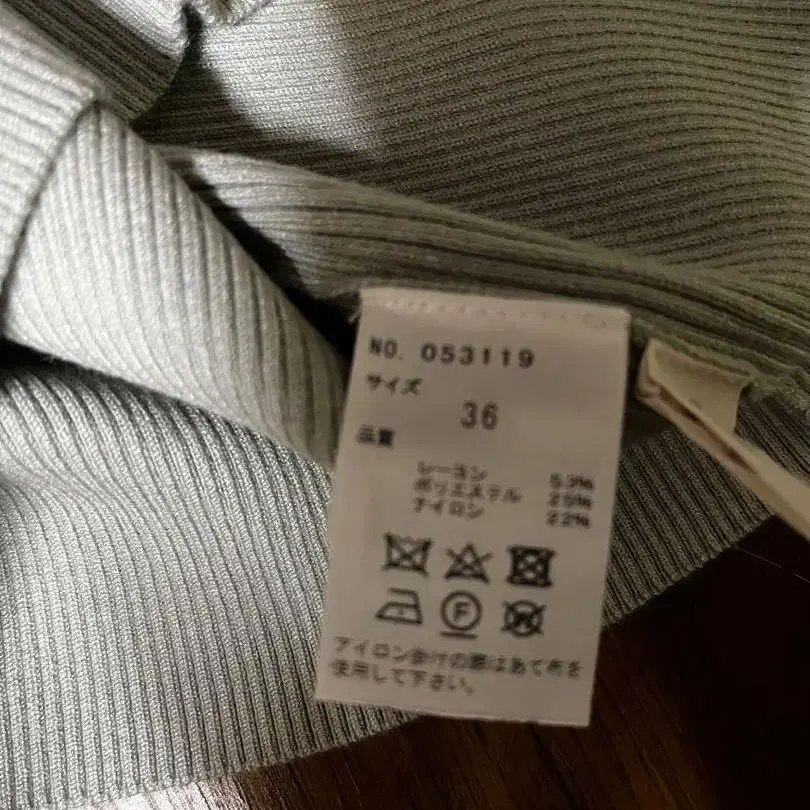 NO. 053119
サイズ
36
品質
レーヨン 53%
ポリエステル 25%
ナイロン 22%
F
W
アイロン掛けの際はあて布を
使用して下さい。